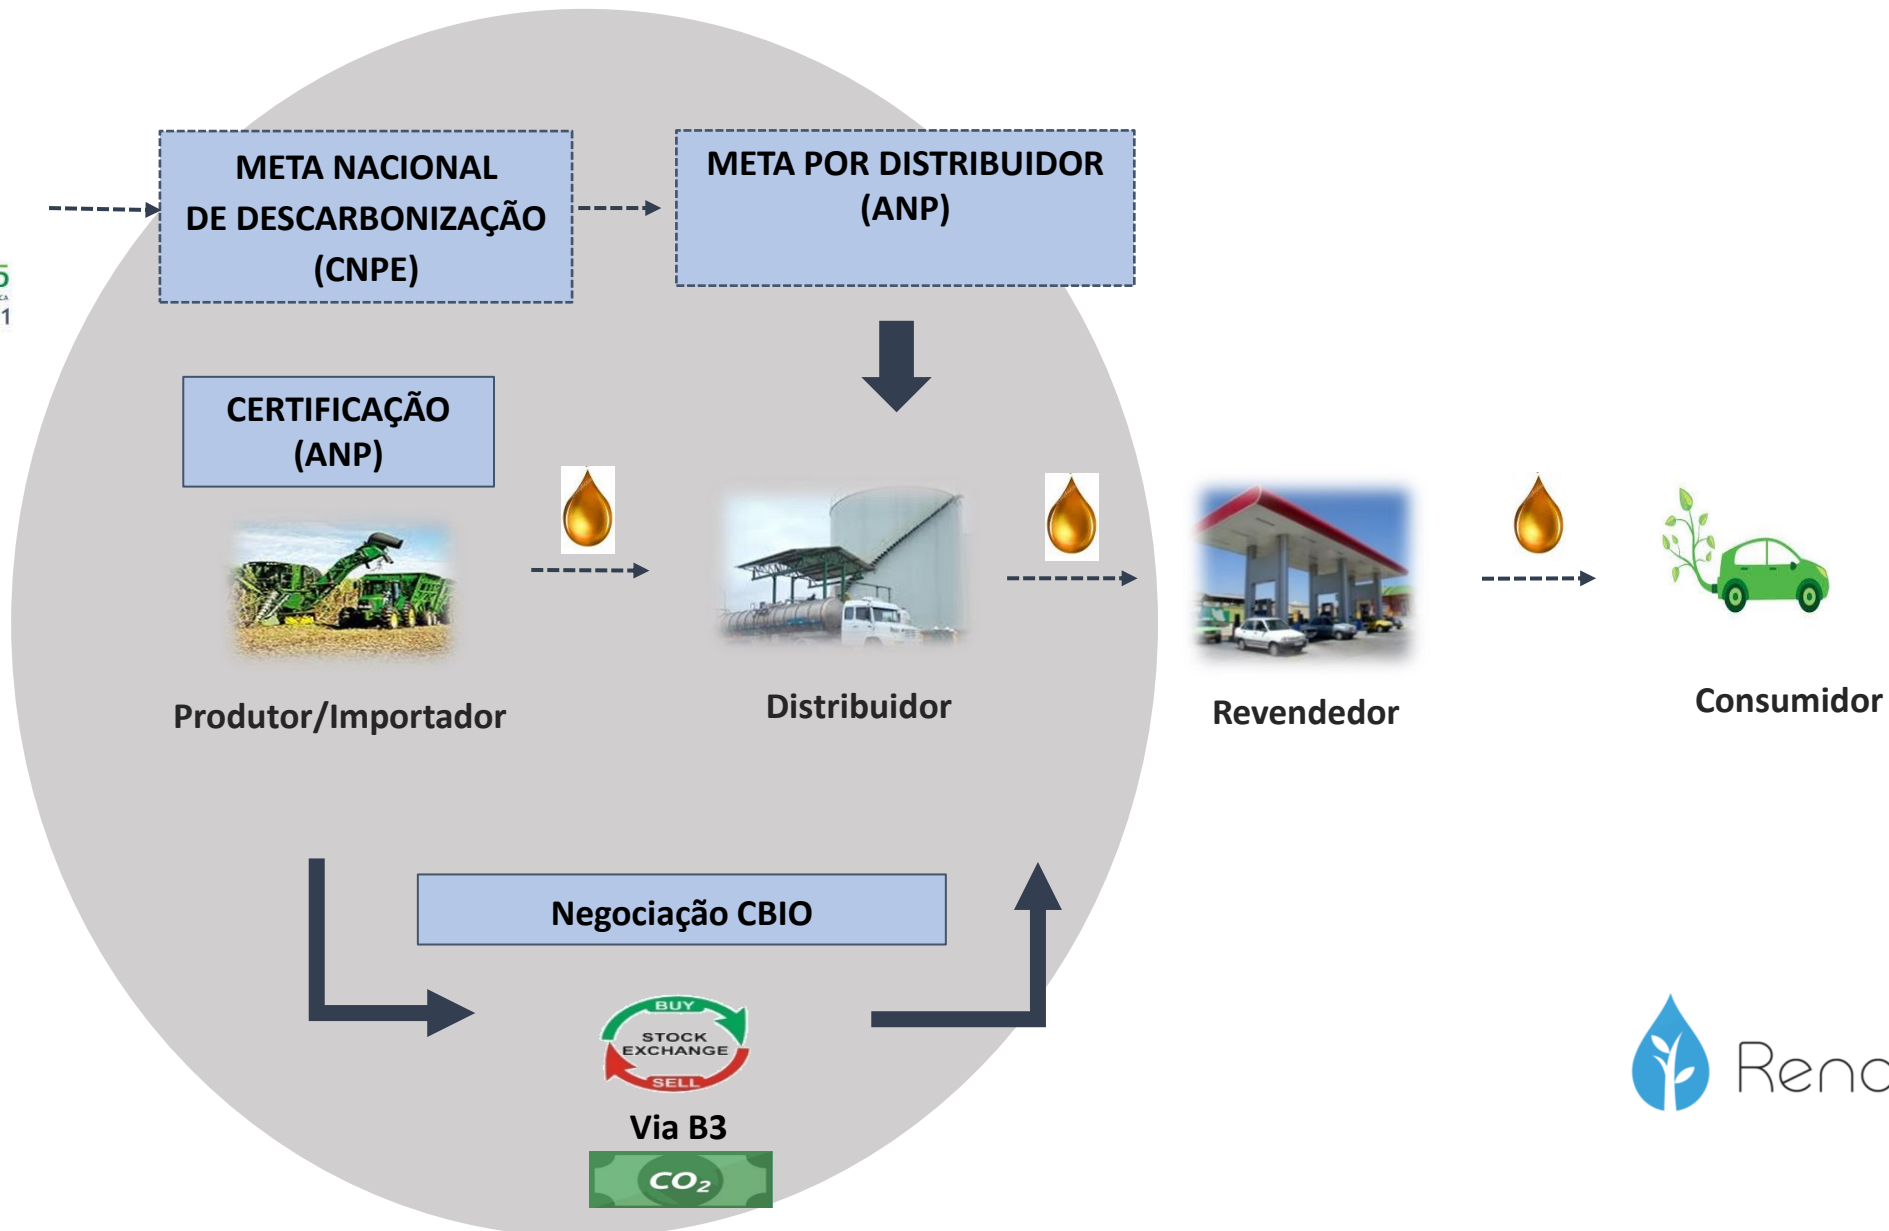 META NACIONAL
DE DESCARBONIZAÇÃO
(CNPE)
META POR DISTRIBUIDOR
(ANP)
1
CERTIFICAÇÃO
(ANP)
Produtor/Importador
Distribuidor
Revendedor
Consumidor
Negociação CBIO
BUY
STOCK
EXCHANGE
SELL
Via B3
CO₂